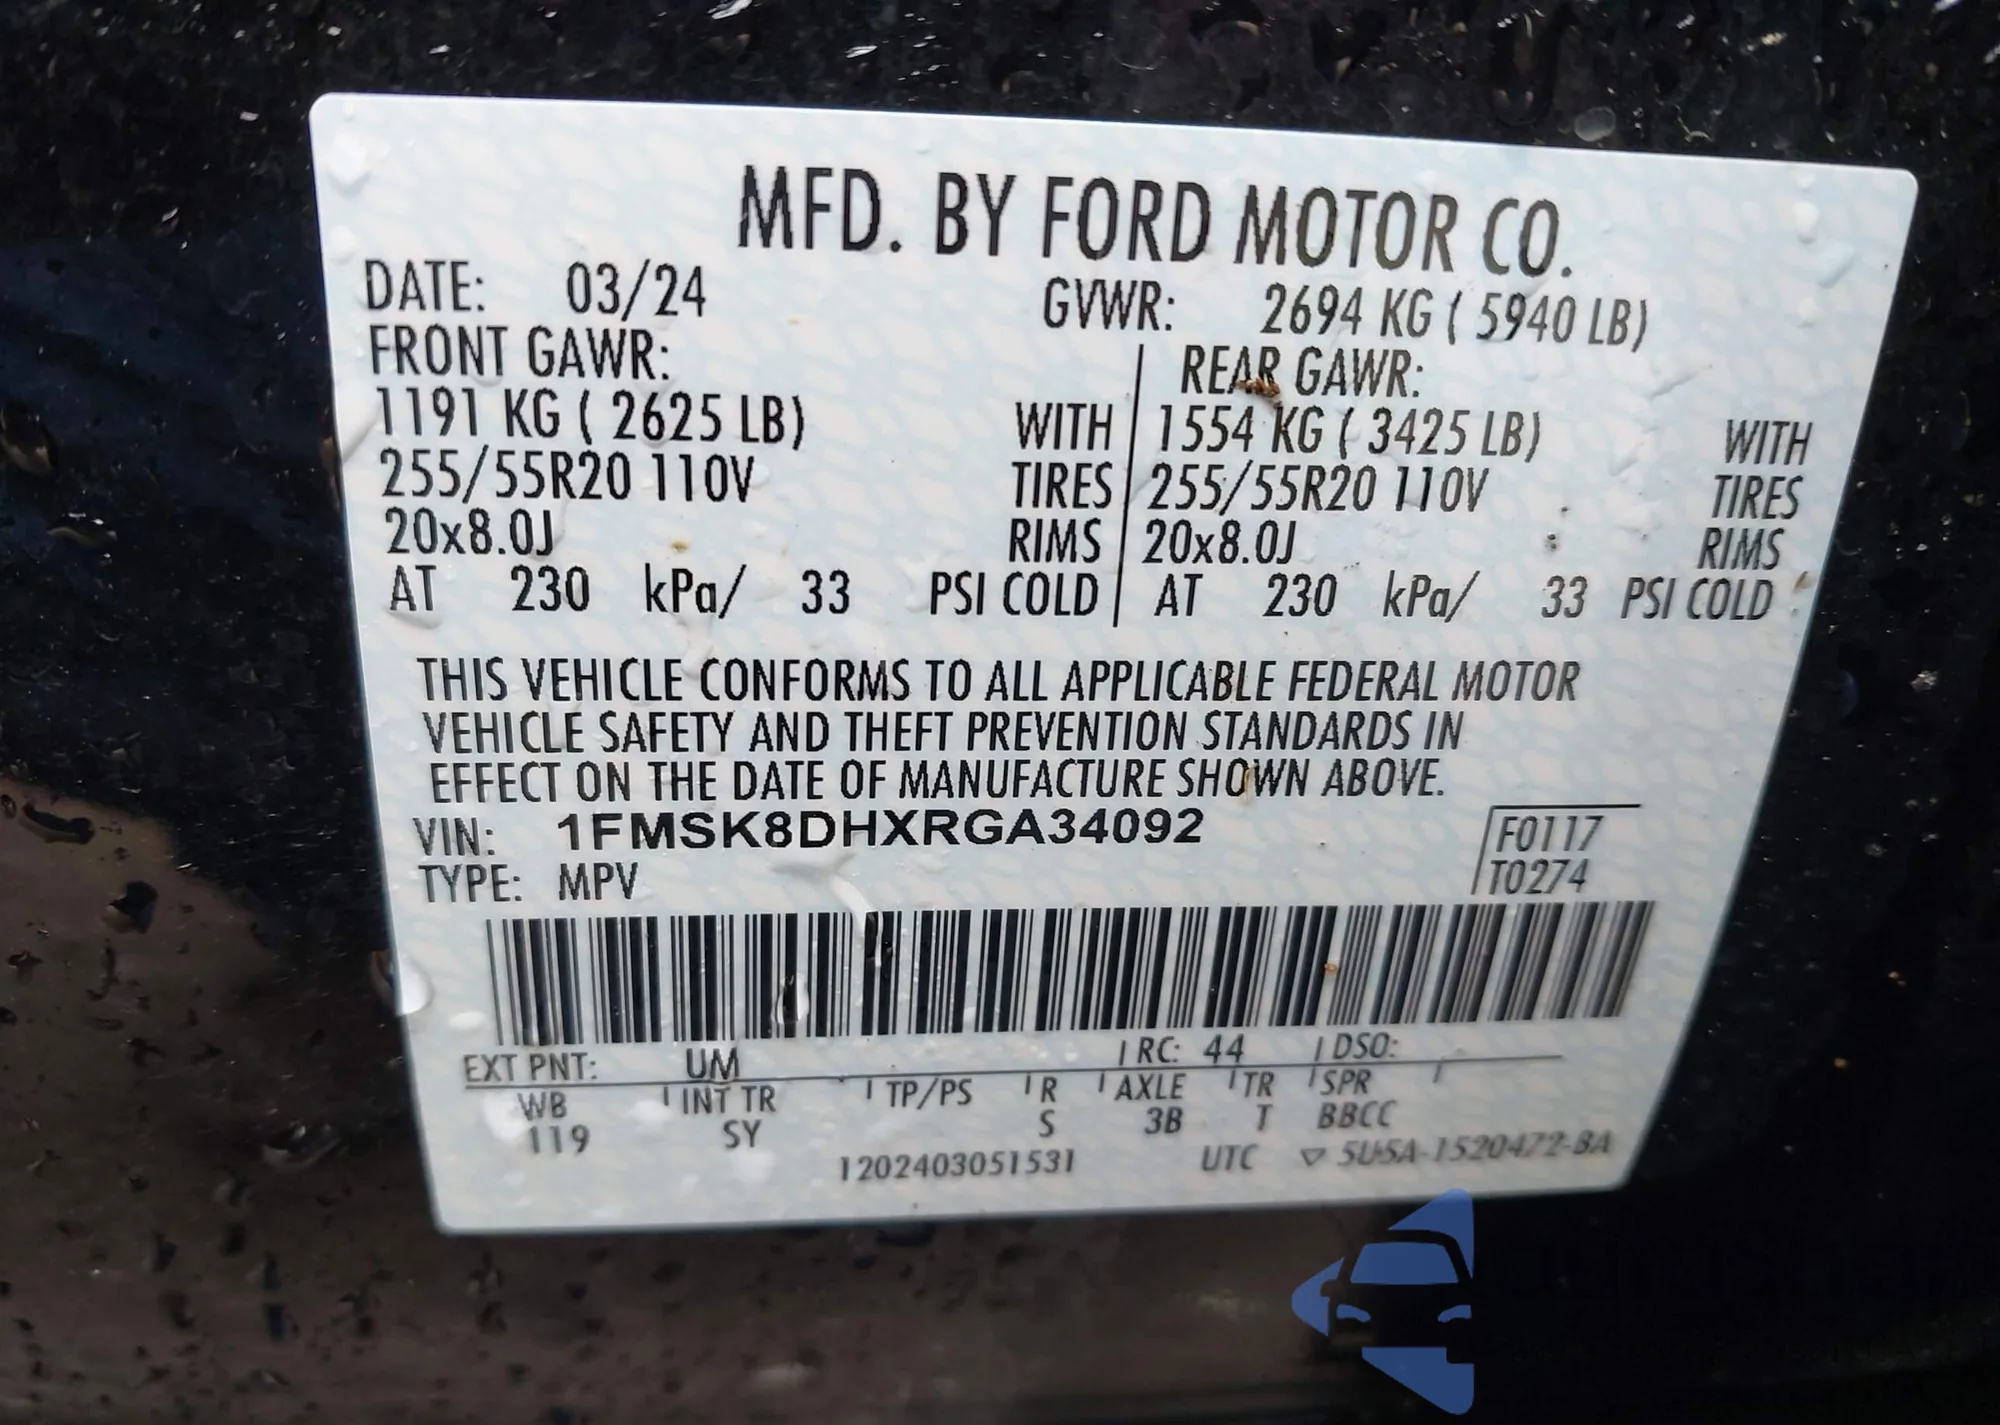 MFD. BY FORD MOTOR CO.
DATE: 03/24 GVWR: 2694 KG ( 5940 LB)
FRONT GAWR: REAR GAWR:
1191 KG ( 2625 LB) WITH 1554 KG ( 3425 LB) WITH
255/55R20 110V TIRES 255/55R20 110V TIRES
20x8.0J RIMS 20x8.0J RIMS
AT 230 kPa/ 33 PSI COLD AT 230 kPa/ 33 PSI COLD
THIS VEHICLE CONFORMS TO ALL APPLICABLE FEDERAL MOTOR
VEHICLE SAFETY AND THEFT PREVENTION STANDARDS IN
EFFECT ON THE DATE OF MANUFACTURE SHOWN ABOVE.
VIN: 1FMSK8DHXRGA34092 F0117
TYPE: MPV T0274
EXT PNT: UM RC: 44 DSO:
WB INT TR TP/PS R AXLE TR SPR
119 SY S 3B T BBCC
1202403051531 UTC ▽ 5U5A-1520472-BA